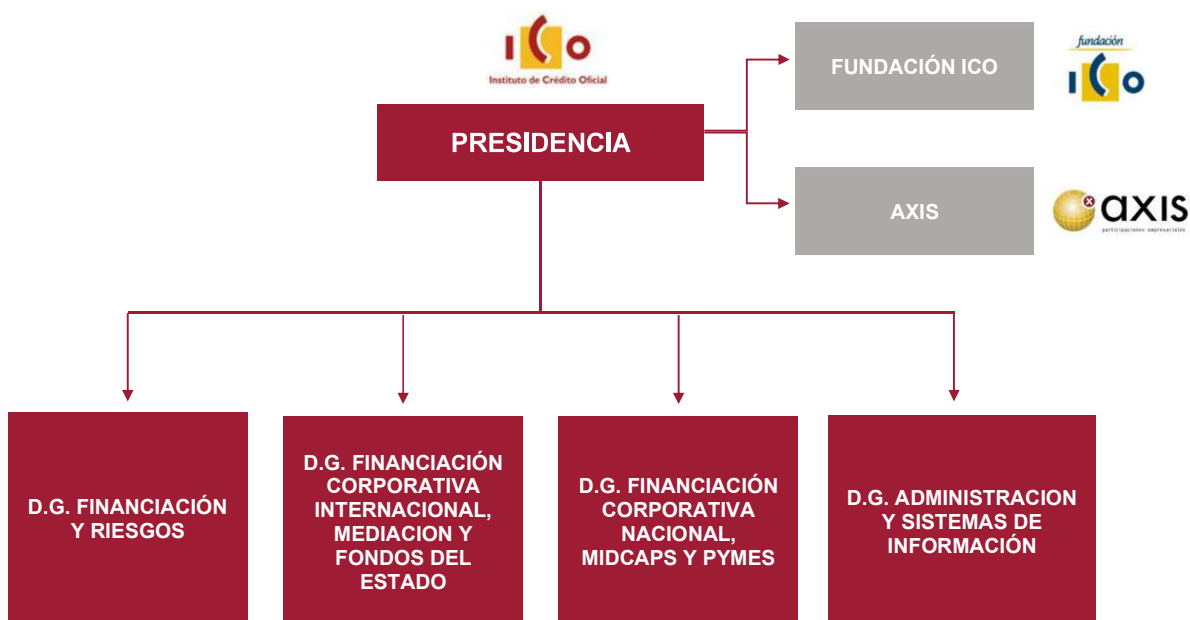 ICO
Instituto de Crédito Oficial
PRESIDENCIA
FUNDACIÓN ICO
fundación
ICO
AXIS
axis
participaciones empresariales
D.G. FINANCIACIÓN
Y RIESGOS
D.G. FINANCIACIÓN
CORPORATIVA
INTERNACIONAL,
MEDIACION Y
FONDOS DEL
ESTADO
D.G. FINANCIACIÓN
CORPORATIVA
NACIONAL,
MIDCAPS Y PYMES
D.G. ADMINISTRACION
Y SISTEMAS DE
INFORMACIÓN